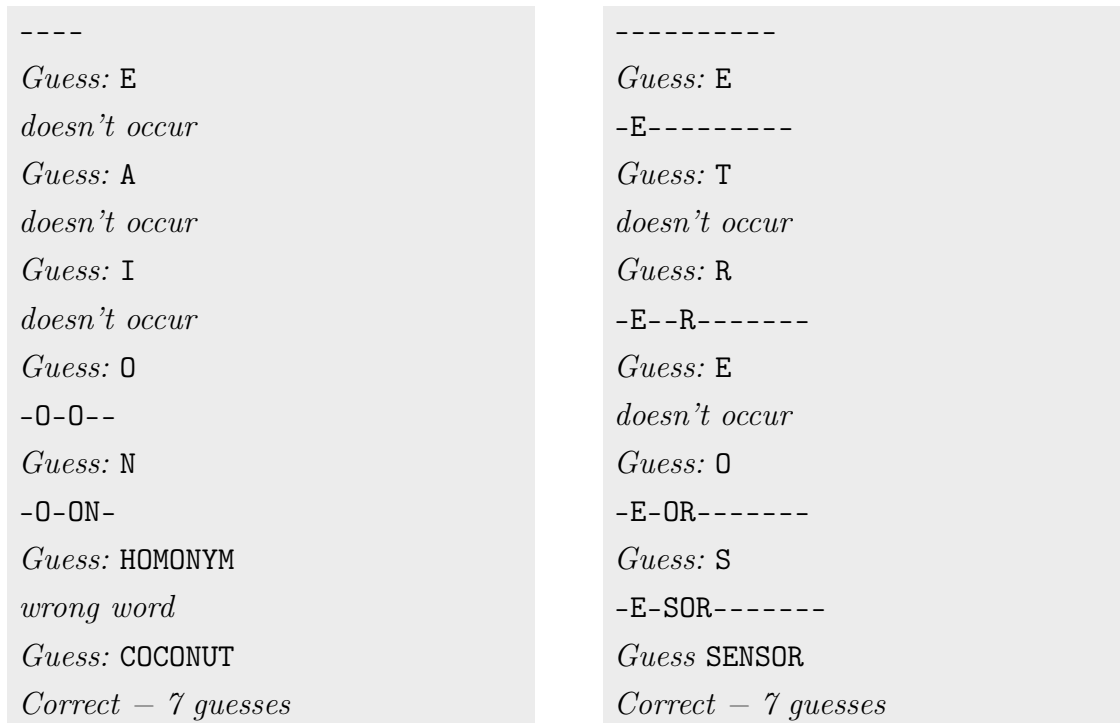 ----
Guess: E
doesn't occur
Guess: A
doesn't occur
Guess: I
doesn't occur
Guess: O
-O-O--
Guess: N
-O-ON-
Guess: HOMONYM
wrong word
Guess: COCONUT
Correct – 7 guesses
----------
Guess: E
-E---------
Guess: T
doesn't occur
Guess: R
-E--R-------
Guess: E
doesn't occur
Guess: O
-E-OR-------
Guess: S
-E-SOR-------
Guess SENSOR
Correct – 7 guesses